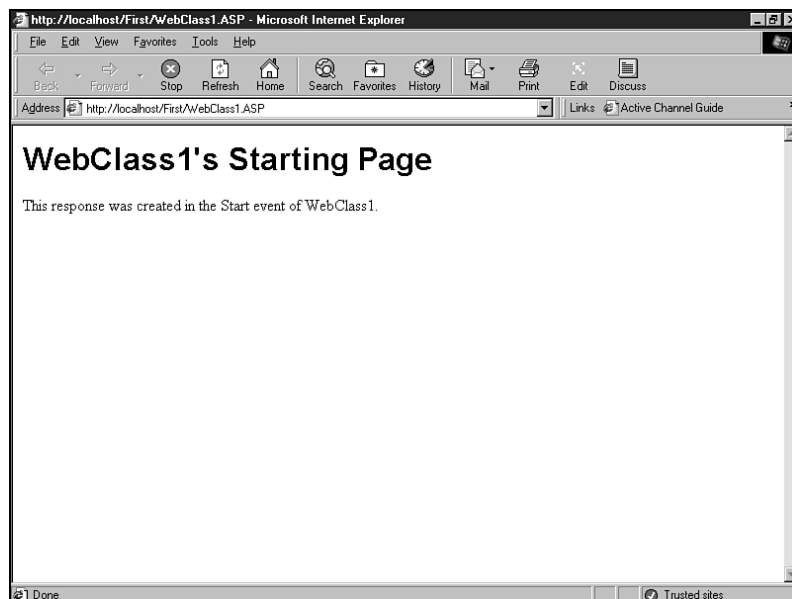 http://localhost/First/WebClass1.ASP - Microsoft Internet Explorer
File Edit View Favorites Tools Help
Back Forward Stop Refresh Home Search Favorites History Mail Print Edit Discuss
Address http://localhost/First/WebClass1.ASP Links Active Channel Guide
WebClass1's Starting Page
This response was created in the Start event of WebClass1.
Done Trusted sites